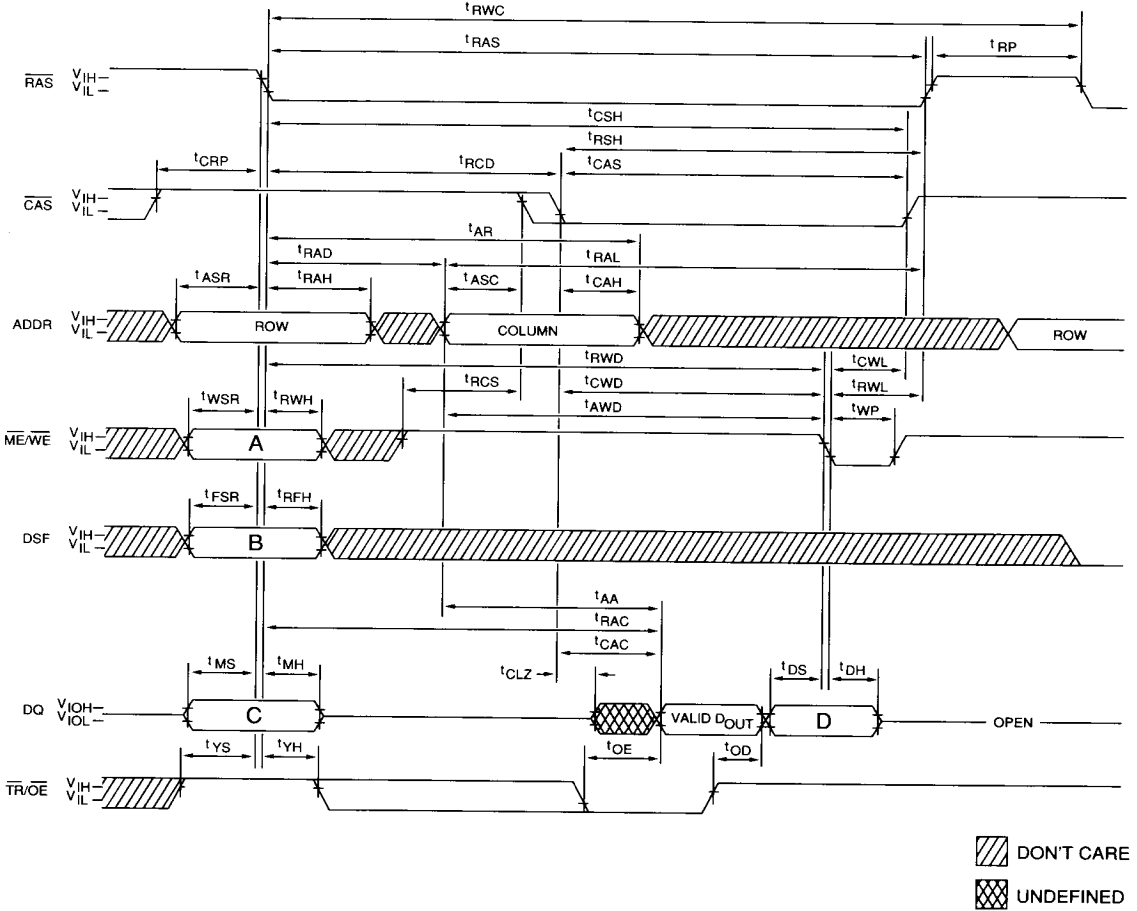 tRWC
tRAS
tRP
RAS VIH VIL
tCSH
tRSH
tCRP tRCD tCAS
CAS VIH VIL
tAR
tRAD tRAL
tASR tRAH tASC tCAH
ADDR VIH VIL ROW COLUMN ROW
tRWD tCWL
tRCS tCWD tRWL
tWSR tRWH tAWD tWP
ME/WE VIH VIL A
tFSR tRFH
DSF VIH VIL B
tAA
tRAC
tCAC
tMS tMH tCLZ tDS tDH
DQ VIOH VIOL C VALID DOUT D OPEN
tYS tYH tOE tOD
TR/OE VIH VIL
DON'T CARE
UNDEFINED